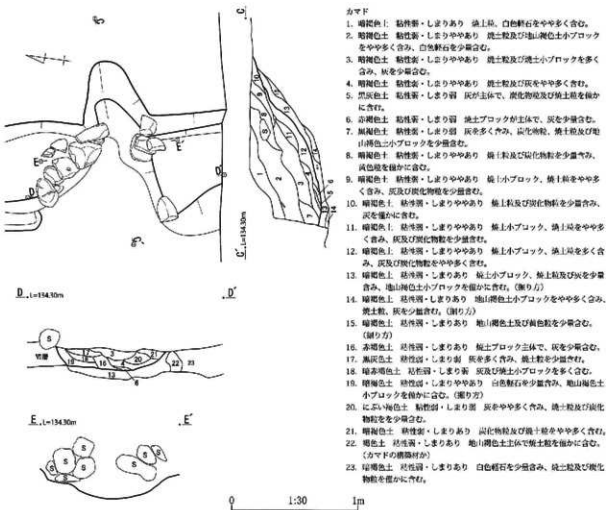 カマド
1. 暗褐色土 粘性弱・しまりあり 焼土粒、白色軽石をやや多く含む。
2. 暗褐色土 粘性弱・しまりややあり 焼土粒及び地山褐色土小ブロック
をやや多く含み、白色軽石を少量含む。
3. 暗褐色土 粘性弱・しまりややあり 焼土粒及び焼土小ブロックを多く
含み、灰を少量含む。
4. 暗褐色土 粘性弱・しまりややあり 焼土粒及び灰をやや多く含む。
5. 黒灰色土 粘性弱・しまり弱 灰が主体で、炭化物粒及び焼土粒を僅か
に含む。
6. 赤褐色土 粘性弱・しまり弱 焼土ブロックが主体で、灰を少量含む。
7. 黒褐色土 粘性弱・しまり弱 灰を多く含み、炭化物粒、焼土粒及び地
山褐色土小ブロックを少量含む。
8. 暗褐色土 粘性弱・しまりややあり 焼土粒及び炭化物粒を少量含み、
黄色粒を僅かに含む。
9. 暗褐色土 粘性弱・しまりややあり 焼土小ブロック、焼土粒をやや多
く含み、灰及び炭化物粒を少量含む。
10. 暗褐色土 粘性弱・しまりややあり 焼土粒及び炭化物粒を少量含み、
灰を僅かに含む。
11. 暗褐色土 粘性弱・しまりややあり 焼土小ブロック、焼土粒をやや多
く含み、灰及び炭化物粒を少量含む。
12. 暗褐色土 粘性弱・しまりややあり 焼土小ブロック、焼土粒を多く含
み、灰及び炭化物粒をやや多く含む。
13. 暗褐色土 粘性弱・しまりあり 焼土小ブロック、焼土粒及び灰を少量
含み、地山褐色土小ブロックを僅かに含む。(掘り方)
14. 暗褐色土 粘性弱・しまりあり 地山褐色土小ブロックをやや多く含み、
焼土粒、灰を少量含む。(掘り方)
15. 暗褐色土 粘性弱・しまりあり 地山褐色土及び黄色粒を少量含む。
(掘り方)
16. 赤褐色土 粘性弱・しまりあり 焼土ブロック主体で、灰を少量含む。
17. 黒灰色土 粘性弱・しまり弱 灰を多く含み、焼土粒を少量含む。
18. 暗赤褐色土 粘性弱・しまり弱 灰及び焼土小ブロックを多く含む。
19. 暗褐色土 粘性弱・しまりややあり 白色軽石を少量含み、地山褐色土
小ブロックを僅かに含む。(掘り方)
20. にぶい褐色土 粘性弱・しまり弱 灰をやや多く含み、焼土粒及び炭化
物粒を少量含む。
21. 暗褐色土 粘性弱・しまりあり 炭化物粒及び焼土粒をやや多く含む。
22. 褐色土 粘性弱・しまりあり 地山褐色土主体で焼土粒を僅かに含む。
(カマドの構築材か)
23. 暗褐色土 粘性弱・しまりあり 白色軽石を少量含み、焼土粒及び炭化
物粒を僅かに含む。
C
C' L=134.30m
D L=134.30m D'
E L=134.30m E'
0 1:30 1m